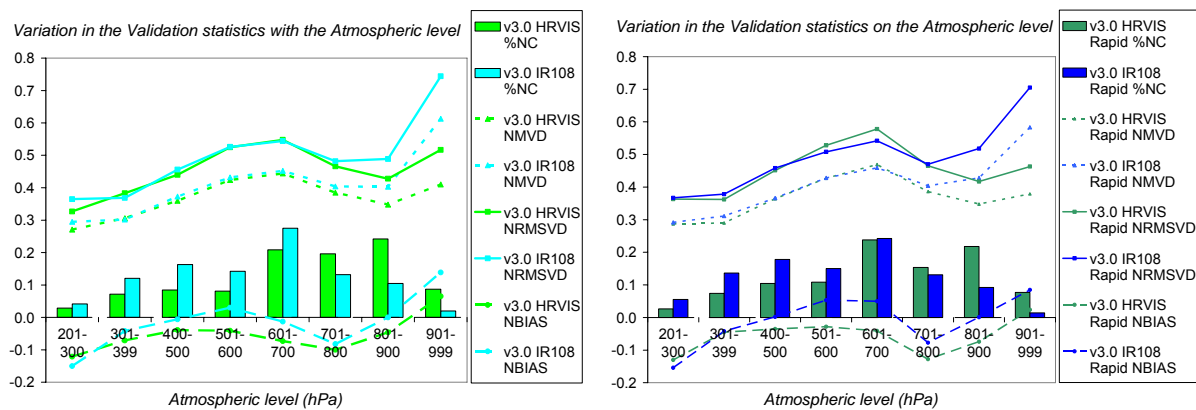 Variation in the Validation statistics with the Atmospheric level
0.8
0.7
0.6
0.5
0.4
0.3
0.2
0.1
0.0
-0.1
-0.2
201-
300
301-
399
400-
500
501-
600
600
700
701-
800
801-
900
901-
999
Atmospheric level (hPa)
v3.0 HRVIS
%NC
v3.0 IR108
%NC
v3.0 HRVIS
NMVD
v3.0 IR108
NMVD
v3.0 HRVIS
NRMSVD
v3.0 IR108
NRMSVD
v3.0 HRVIS
NBIAS
v3.0 IR108
NBIAS
Variation in the Validation statistics on the Atmospheric level
0.8
0.7
0.6
0.5
0.4
0.3
0.2
0.1
0.0
-0.1
-0.2
201-
300
301-
399
400-
500
501-
600
601-
700
701-
800
801-
900
901-
999
Atmospheric level (hPa)
v3.0 HRVIS
Rapid %NC
v3.0 IR108
Rapid %NC
v3.0 HRVIS
Rapid NMVD
v3.0 IR108
Rapid NMVD
v3.0 HRVIS
Rapid NRMSVD
v3.0 IR108
Rapid NRMSVD
v3.0 HRVIS
Rapid NBIAS
v3.0 IR108
Rapid NBIAS